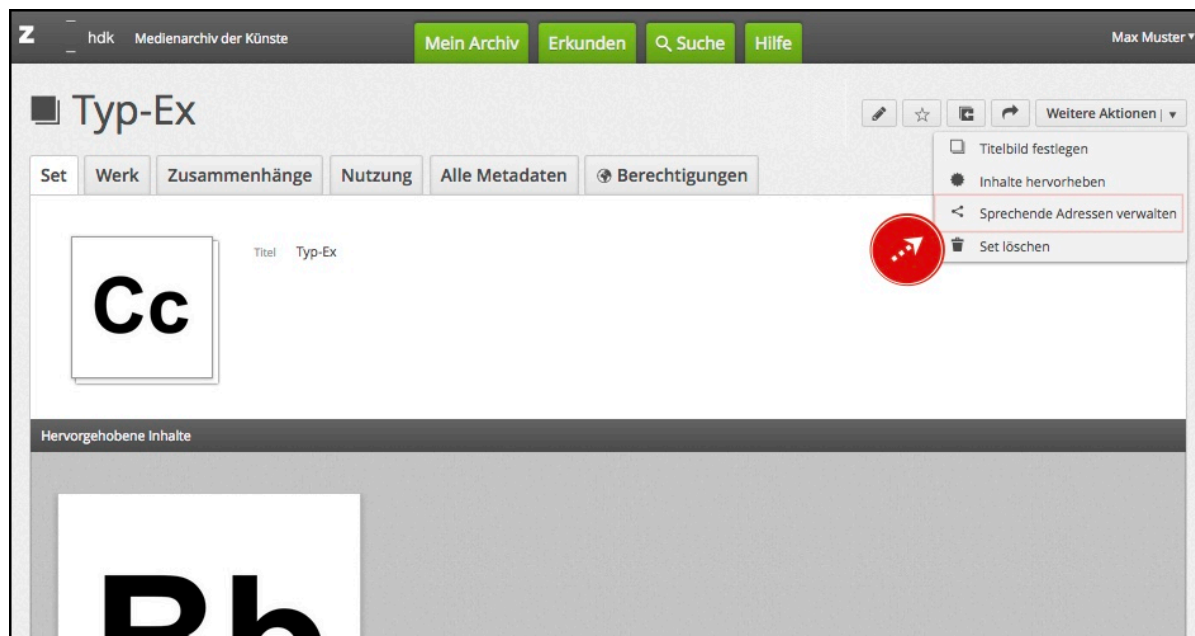 Z hdk Medienarchiv der Künste Mein Archiv Erkunden Suche Hilfe Max Muster
Typ-Ex
Weitere Aktionen
Titelbild festlegen
Inhalte hervorheben
Sprechende Adressen verwalten
Set löschen
Set Werk Zusammenhänge Nutzung Alle Metadaten Berechtigungen
Titel Typ-Ex
Cc
Hervorgehobene Inhalte
Bb